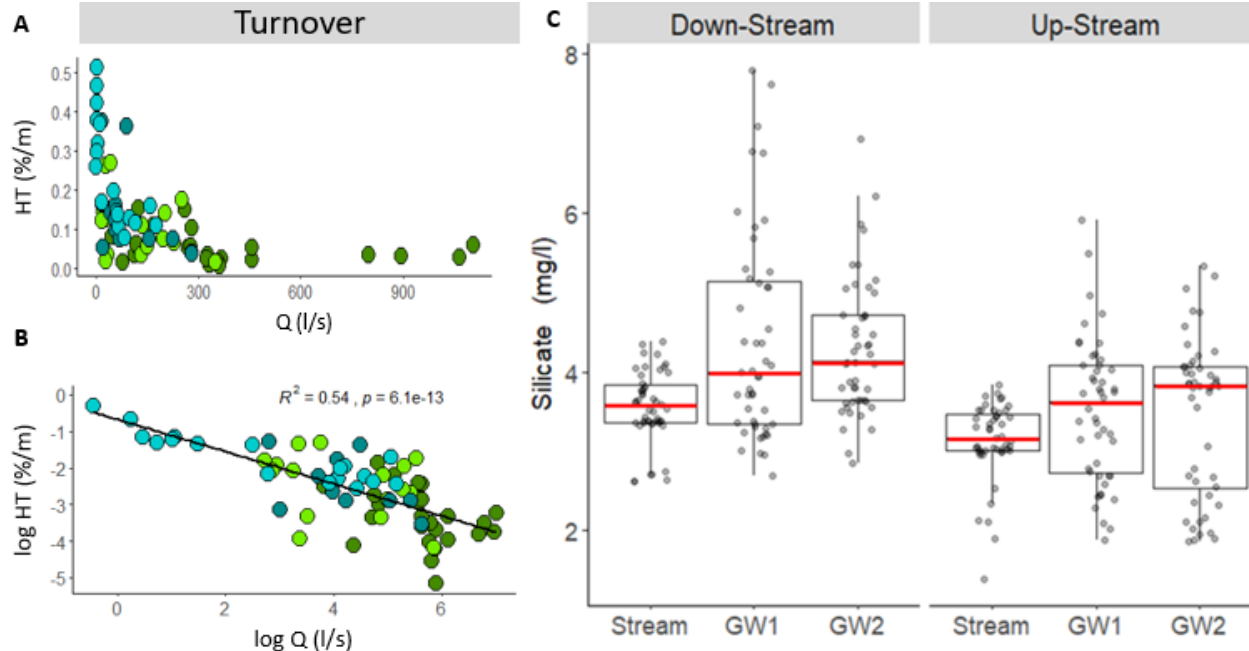 A
Turnover
HT (%/m)
0.5
0.4
0.3
0.2
0.1
0.0
0
300
600
900
Q (l/s)
B
R² = 0.54 , p = 6.1e-13
log HT (%/m)
0
-1
-2
-3
-4
-5
0
2
4
6
log Q (l/s)
C
Down-Stream
Up-Stream
Silicate (mg/l)
8
6
4
2
Stream
GW1
GW2
Stream
GW1
GW2